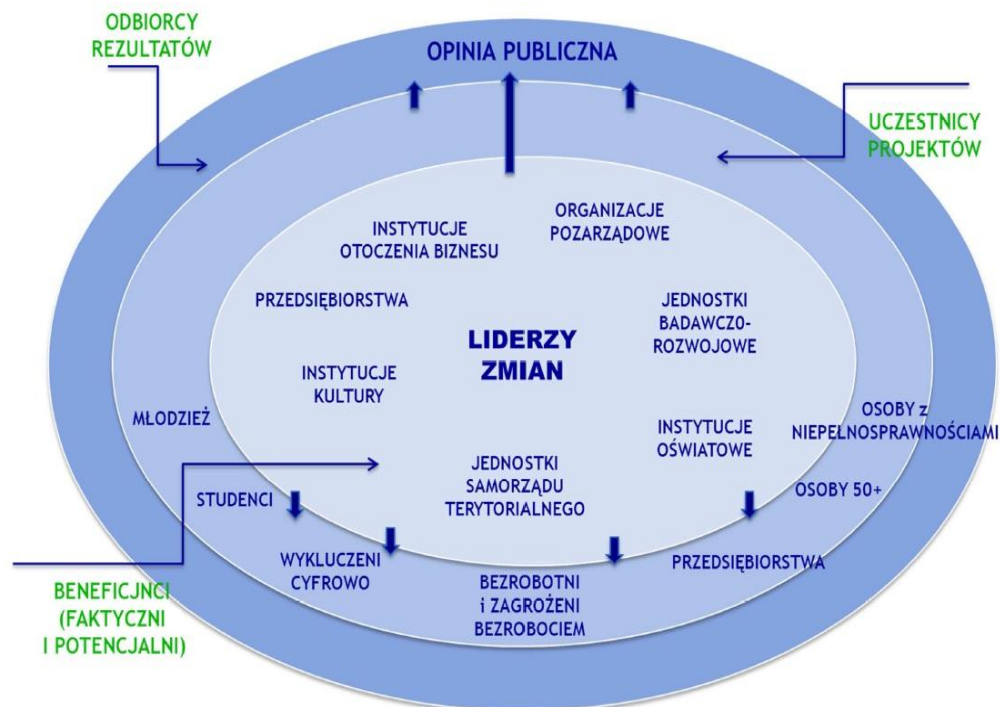 ODBIORCY
REZULTATÓW
OPINIA PUBLICZNA
UCZESTNICY
PROJEKTÓW
ORGANIZACJE
POZARZĄDOWE
INSTYTUCJE
OTOCZENIA BIZNESU
PRZEDSIĘBIORSTWA
JEDNOSTKI
BADAWCZO-
ROZWOJOWE
LIDERZY
ZMIAN
INSTYTUCJE
KULTURY
MŁODZIEŻ
OSOBY z
NIEPEŁNOSPRAWNOŚCIAMI
INSTYTUCJE
OŚWIATOWE
JEDNOSTKI
SAMORZĄDU
TERYTORIALNEGO
STUDENCI
OSOBY 50+
WYKLUCZENI
CYFROWO
PRZEDSIĘBIORSTWA
BEZROBOTNI
i ZAGROŻENI
BEZROBOCIEM
BENEFICJNCI
(FAKTYCZNI
I POTENCJALNI)